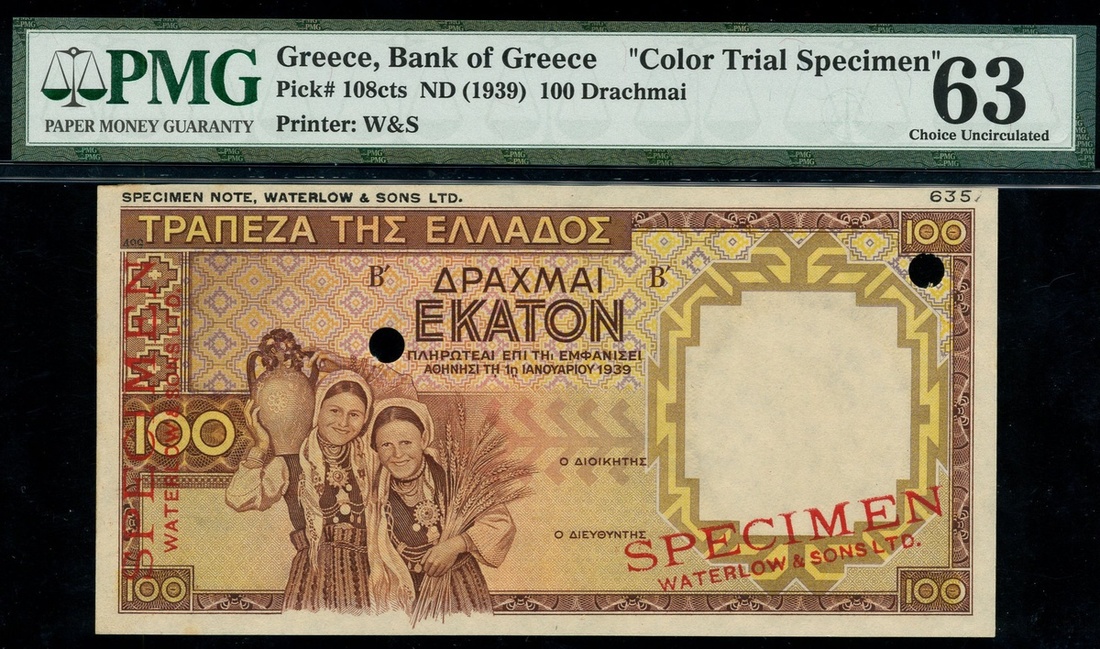 PMG
PAPER MONEY GUARANTY
Greece, Bank of Greece "Color Trial Specimen"
Pick# 108cts ND (1939) 100 Drachmai
Printer: W&S
63
Choice Uncirculated
SPECIMEN NOTE, WATERLOW & SONS LTD.
ΤΡΑΠΕΖΑ ΤΗΣ ΕΛΛΑΔΟΣ
100
Β′ ΔΡΑΧΜΑΙ Β′
ΕΚΑΤΟΝ
ΠΛΗΡΩΤΕΑΙ ΕΠΙ ΤΗι ΕΜΦΑΝΙΣΕΙ
ΑΘΗΝΗΣΙ ΤΗ 1η ΙΑΝΟΥΑΡΙΟΥ 1939
100
SPECIMEN
WATERLOW & SONS LTD.
Ο ΔΙΟΙΚΗΤΗΣ
Ο ΔΙΕΥΘΥΝΤΗΣ
SPECIMEN
WATERLOW & SONS LTD.
100
100